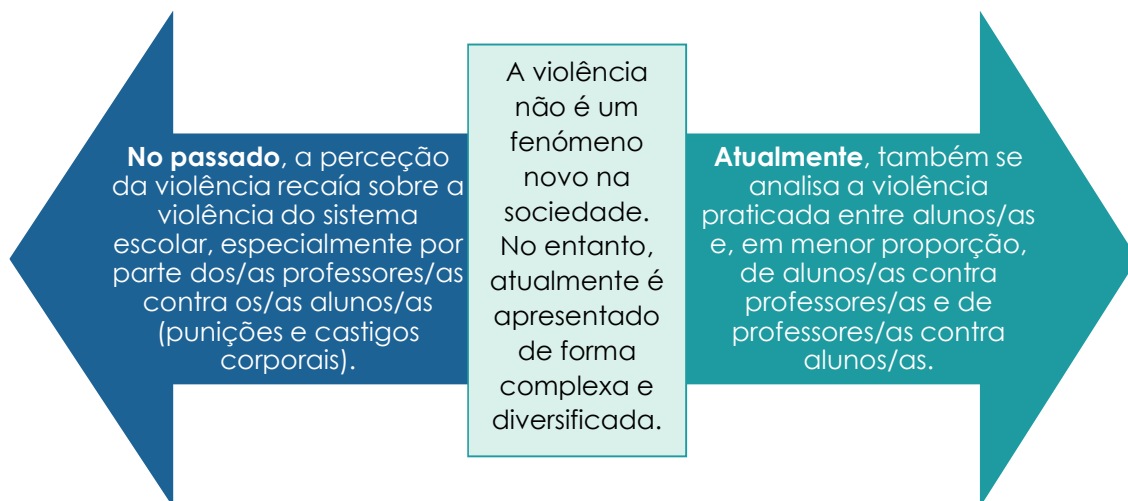 No passado, a perceção
da violência recaía sobre a
violência do sistema
escolar, especialmente por
parte dos/as professores/as
contra os/as alunos/as
(punições e castigos
corporais).
A violência
não é um
fenómeno
novo na
sociedade.
No entanto,
atualmente é
apresentado
de forma
complexa e
diversificada.
Atualmente, também se
analisa a violência
praticada entre alunos/as
e, em menor proporção,
de alunos/as contra
professores/as e de
professores/as contra
alunos/as.